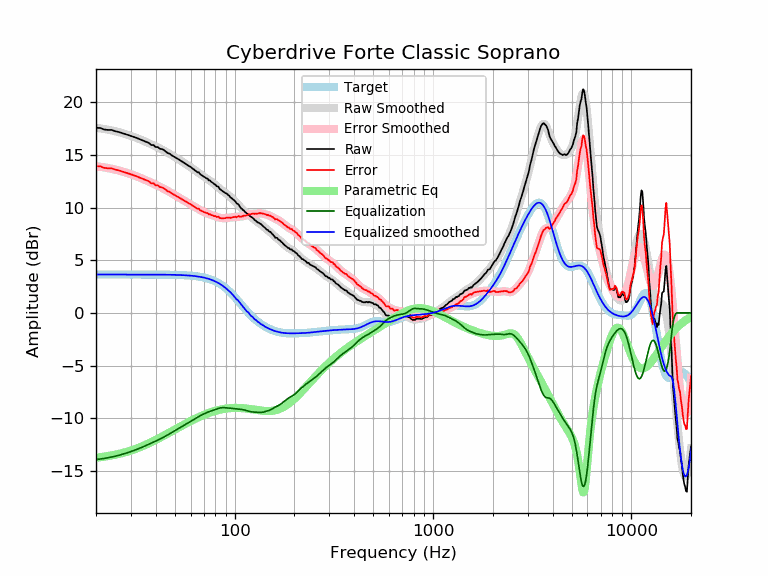 Cyberdrive Forte Classic Soprano
Target
Raw Smoothed
Error Smoothed
Raw
Error
Parametric Eq
Equalization
Equalized smoothed
20
15
10
5
0
−5
−10
−15
Amplitude (dBr)
100 1000 10000
Frequency (Hz)